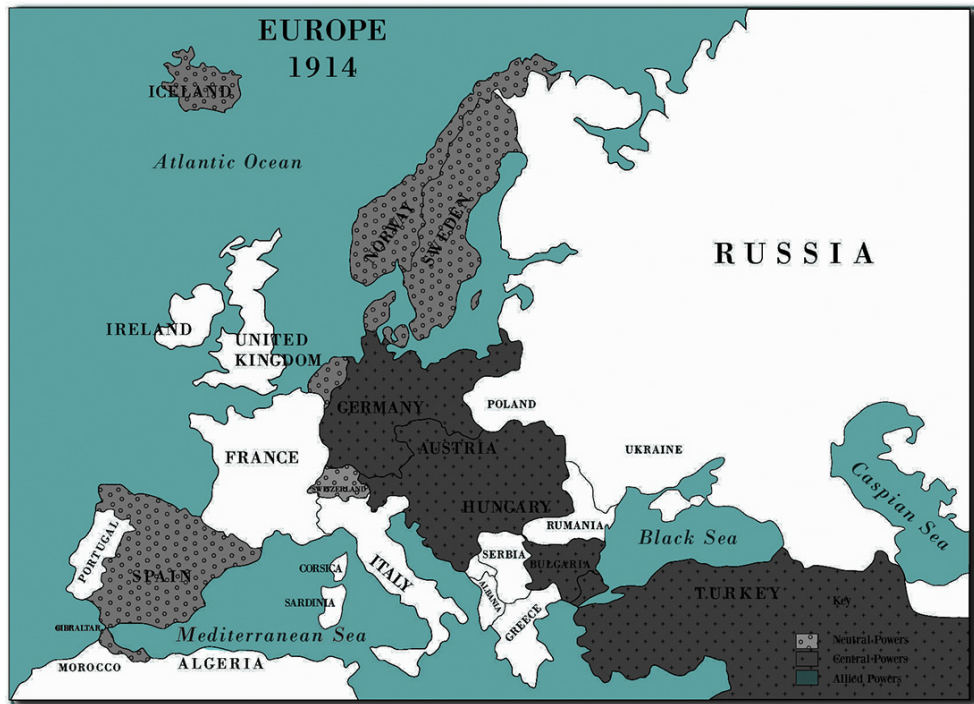 EUROPE
1914
ICELAND
Atlantic Ocean
NORWAY
SWEDEN
RUSSIA
IRELAND
UNITED
KINGDOM
GERMANY
POLAND
AUSTRIA
FRANCE
UKRAINE
SWITZERLAND
HUNGARY
Caspian Sea
RUMANIA
Black Sea
PORTUGAL
SPAIN
CORSICA
ITALY
SERBIA
BULGARIA
SARDINIA
ALBANIA
GREECE
TURKEY
Key
GIBRALTAR
Mediterranean Sea
MOROCCO
ALGERIA
Neutral Powers
Central Powers
Allied Powers